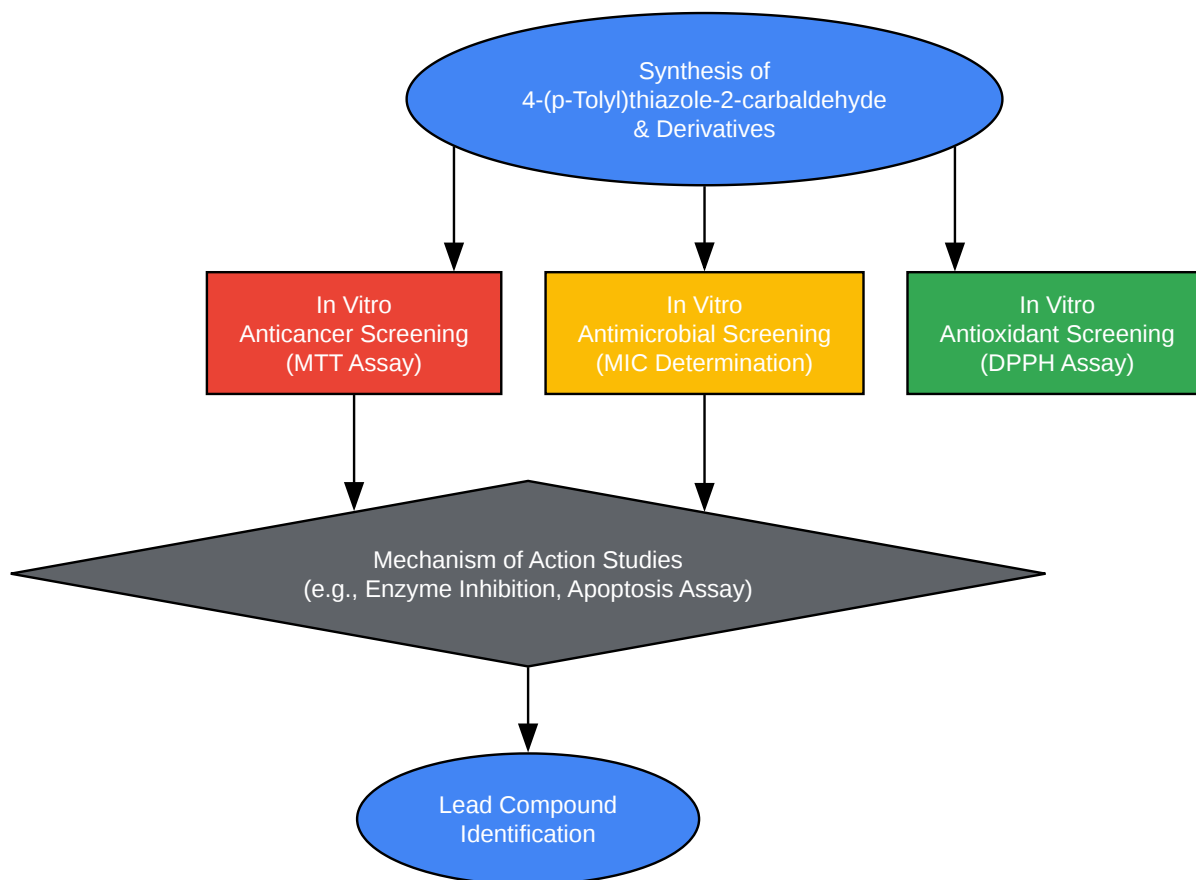 Synthesis of
4-(p-Tolyl)thiazole-2-carbaldehyde
& Derivatives
In Vitro
Anticancer Screening
(MTT Assay)
In Vitro
Antimicrobial Screening
(MIC Determination)
In Vitro
Antioxidant Screening
(DPPH Assay)
Mechanism of Action Studies
(e.g., Enzyme Inhibition, Apoptosis Assay)
Lead Compound
Identification